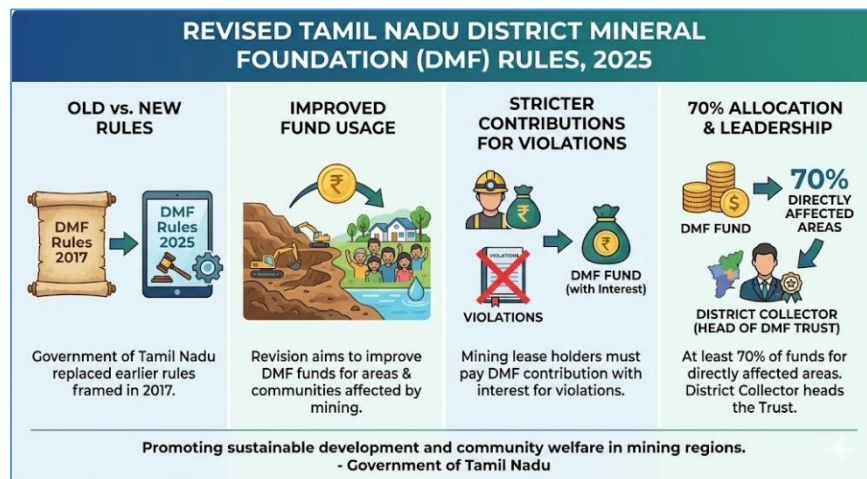 REVISED TAMIL NADU DISTRICT MINERAL
FOUNDATION (DMF) RULES, 2025
OLD vs. NEW
RULES
DMF
Rules
2017
DMF
Rules
2025
Government of Tamil Nadu
replaced earlier rules
framed in 2017.
IMPROVED
FUND USAGE
₹
Revision aims to improve
DMF funds for areas &
communities affected by
mining.
STRICTER
CONTRIBUTIONS
FOR VIOLATIONS
₹
VIOLATIONS
VIOLATIONS
₹
DMF FUND
(with Interest)
Mining lease holders must
pay DMF contribution with
interest for violations.
70% ALLOCATION
& LEADERSHIP
$
DMF FUND
70%
DIRECTLY
AFFECTED
AREAS
DISTRICT COLLECTOR
(HEAD OF DMF TRUST)
At least 70% of funds for
directly affected areas.
District Collector heads
the Trust.
Promoting sustainable development and community welfare in mining regions.
- Government of Tamil Nadu